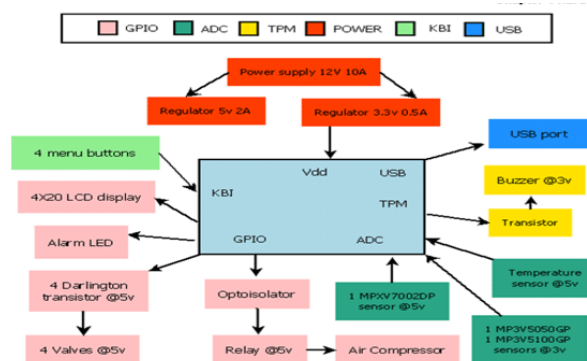 GPIO ADC TPM POWER KBI USB
Power supply 12V 10A
Regulator 5v 2A
Regulator 3.3v 0.5A
4 menu buttons
USB port
Vdd
USB
KBI
Buzzer @3v
4X20 LCD display
TPM
Transistor
Alarm LED
GPIO
ADC
4 Darlington
transistor @5v
Optoisolator
1 MPXV7002DP
sensor @5v
Temperature
sensor @5v
4 Valves @5v
Relay @5v
Air Compressor
1 MP3V5050GP
1 MP3V5100GP
sensors @3v